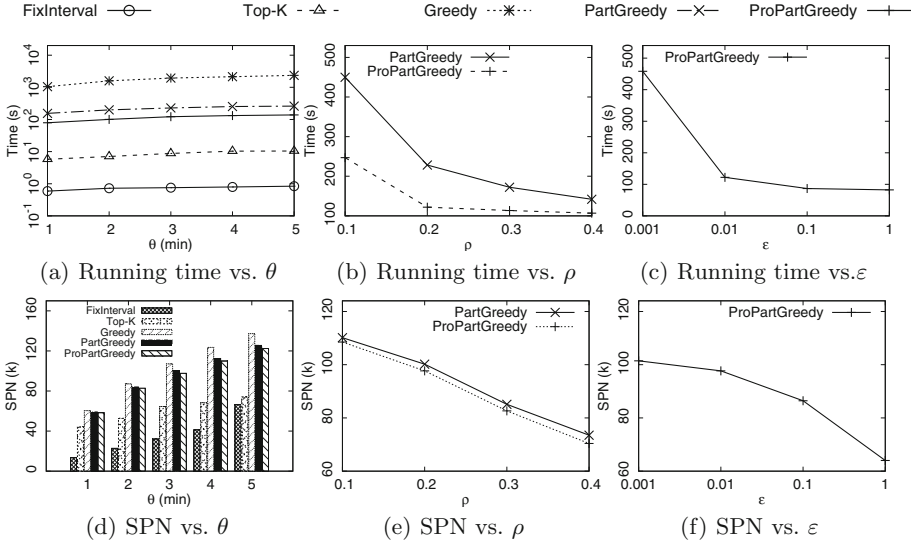 FixInterval Top-K Greedy PartGreedy ProPartGreedy
Time (s)
10^4
10^3
10^2
10^1
10^0
10^-1
1 2 3 4 5
θ (min)
(a) Running time vs. θ
Time (s)
500
400
300
200
100
PartGreedy
ProPartGreedy
0.1 0.2 0.3 0.4
ρ
(b) Running time vs. ρ
Time (s)
500
400
300
200
100
0
ProPartGreedy
0.001 0.01 0.1 1
ε
(c) Running time vs.ε
SPN (k)
160
120
80
40
0
FixInterval
Top-K
Greedy
PartGreedy
ProPartGreedy
1 2 3 4 5
θ (min)
(d) SPN vs. θ
SPN (k)
120
100
80
60
PartGreedy
ProPartGreedy
0.1 0.2 0.3 0.4
ρ
(e) SPN vs. ρ
SPN (k)
120
100
80
60
ProPartGreedy
0.001 0.01 0.1 1
ε
(f) SPN vs. ε